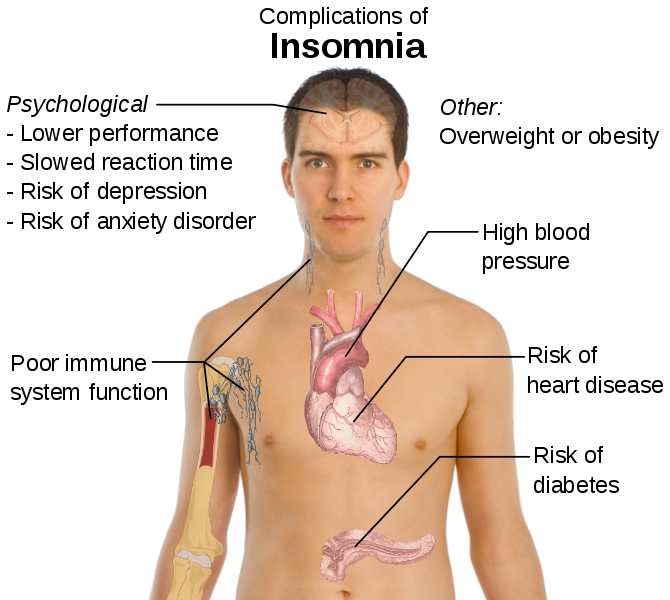 Complications of
Insomnia
Psychological
- Lower performance
- Slowed reaction time
- Risk of depression
- Risk of anxiety disorder
Other:
Overweight or obesity
High blood
pressure
Poor immune
system function
Risk of
heart disease
Risk of
diabetes